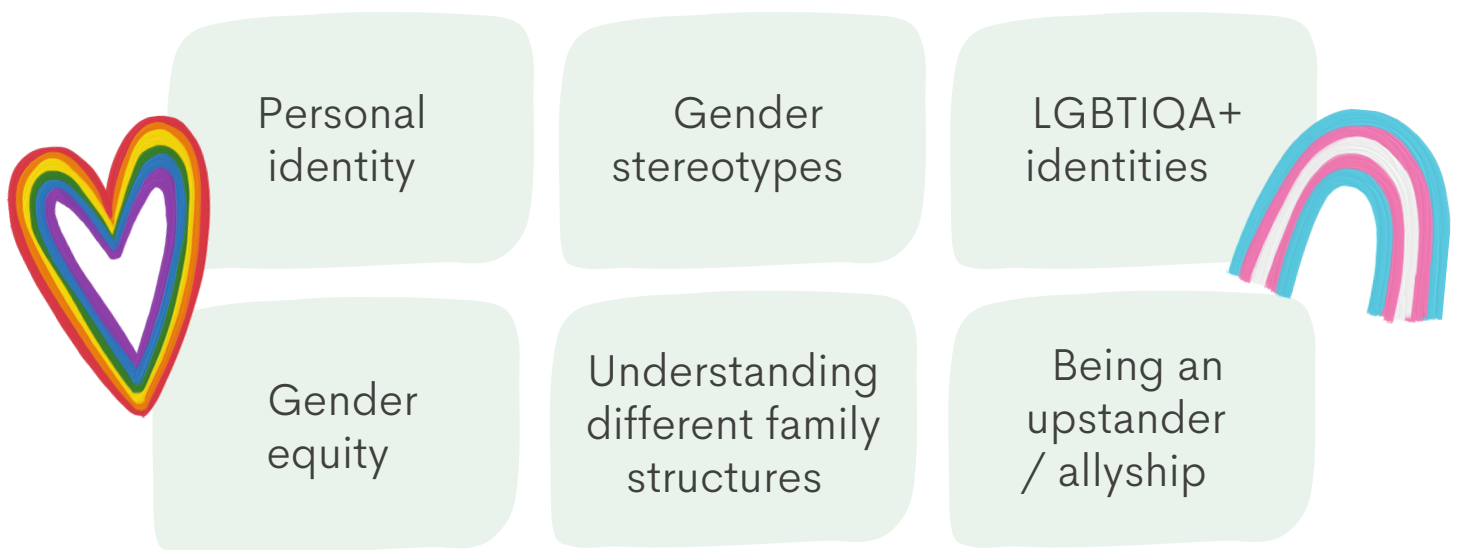 Personal
identity
Gender
stereotypes
LGBTIQA+
identities
Gender
equity
Understanding
different family
structures
Being an
upstander
/ allyship